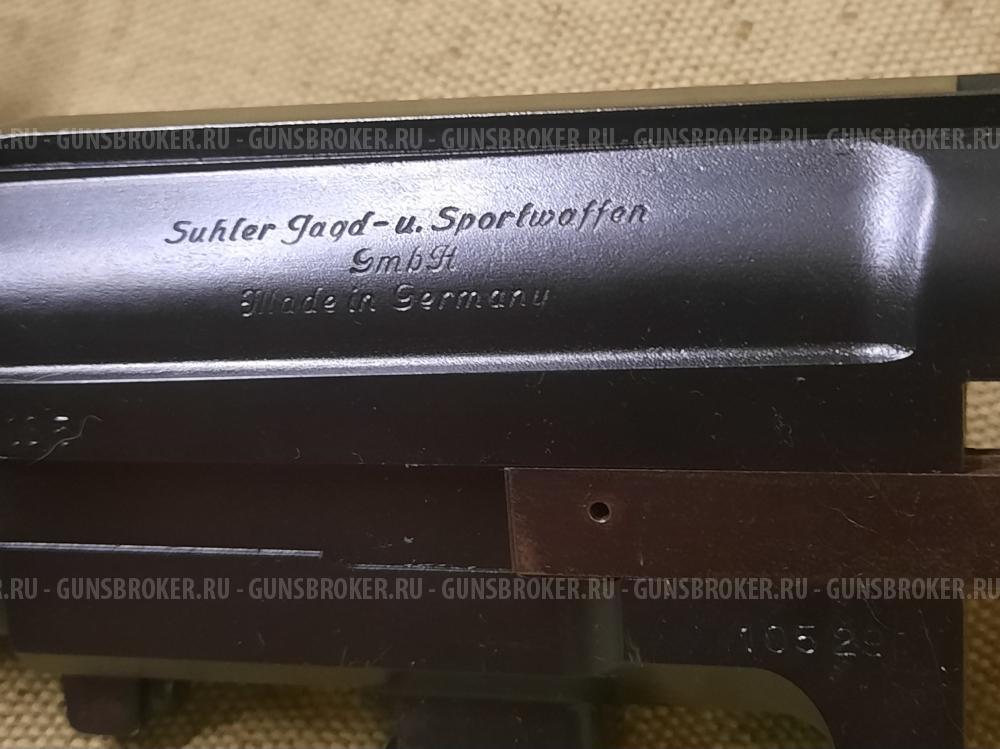 .RU - GUNSBROKER.RU - GUNSBROKER.RU - GUNSBROKER.RU - GUNSBROKER.RU - GUNSBROKER.RU -
Suhler Jagd-u. Sportwaffen
GmbH
Made in Germany
.RU - GUNSBROKER.RU - GUNSBROKER.RU - GUNSBROKER.RU - GUNSBROKER.RU - GUNSBROKER.RU -